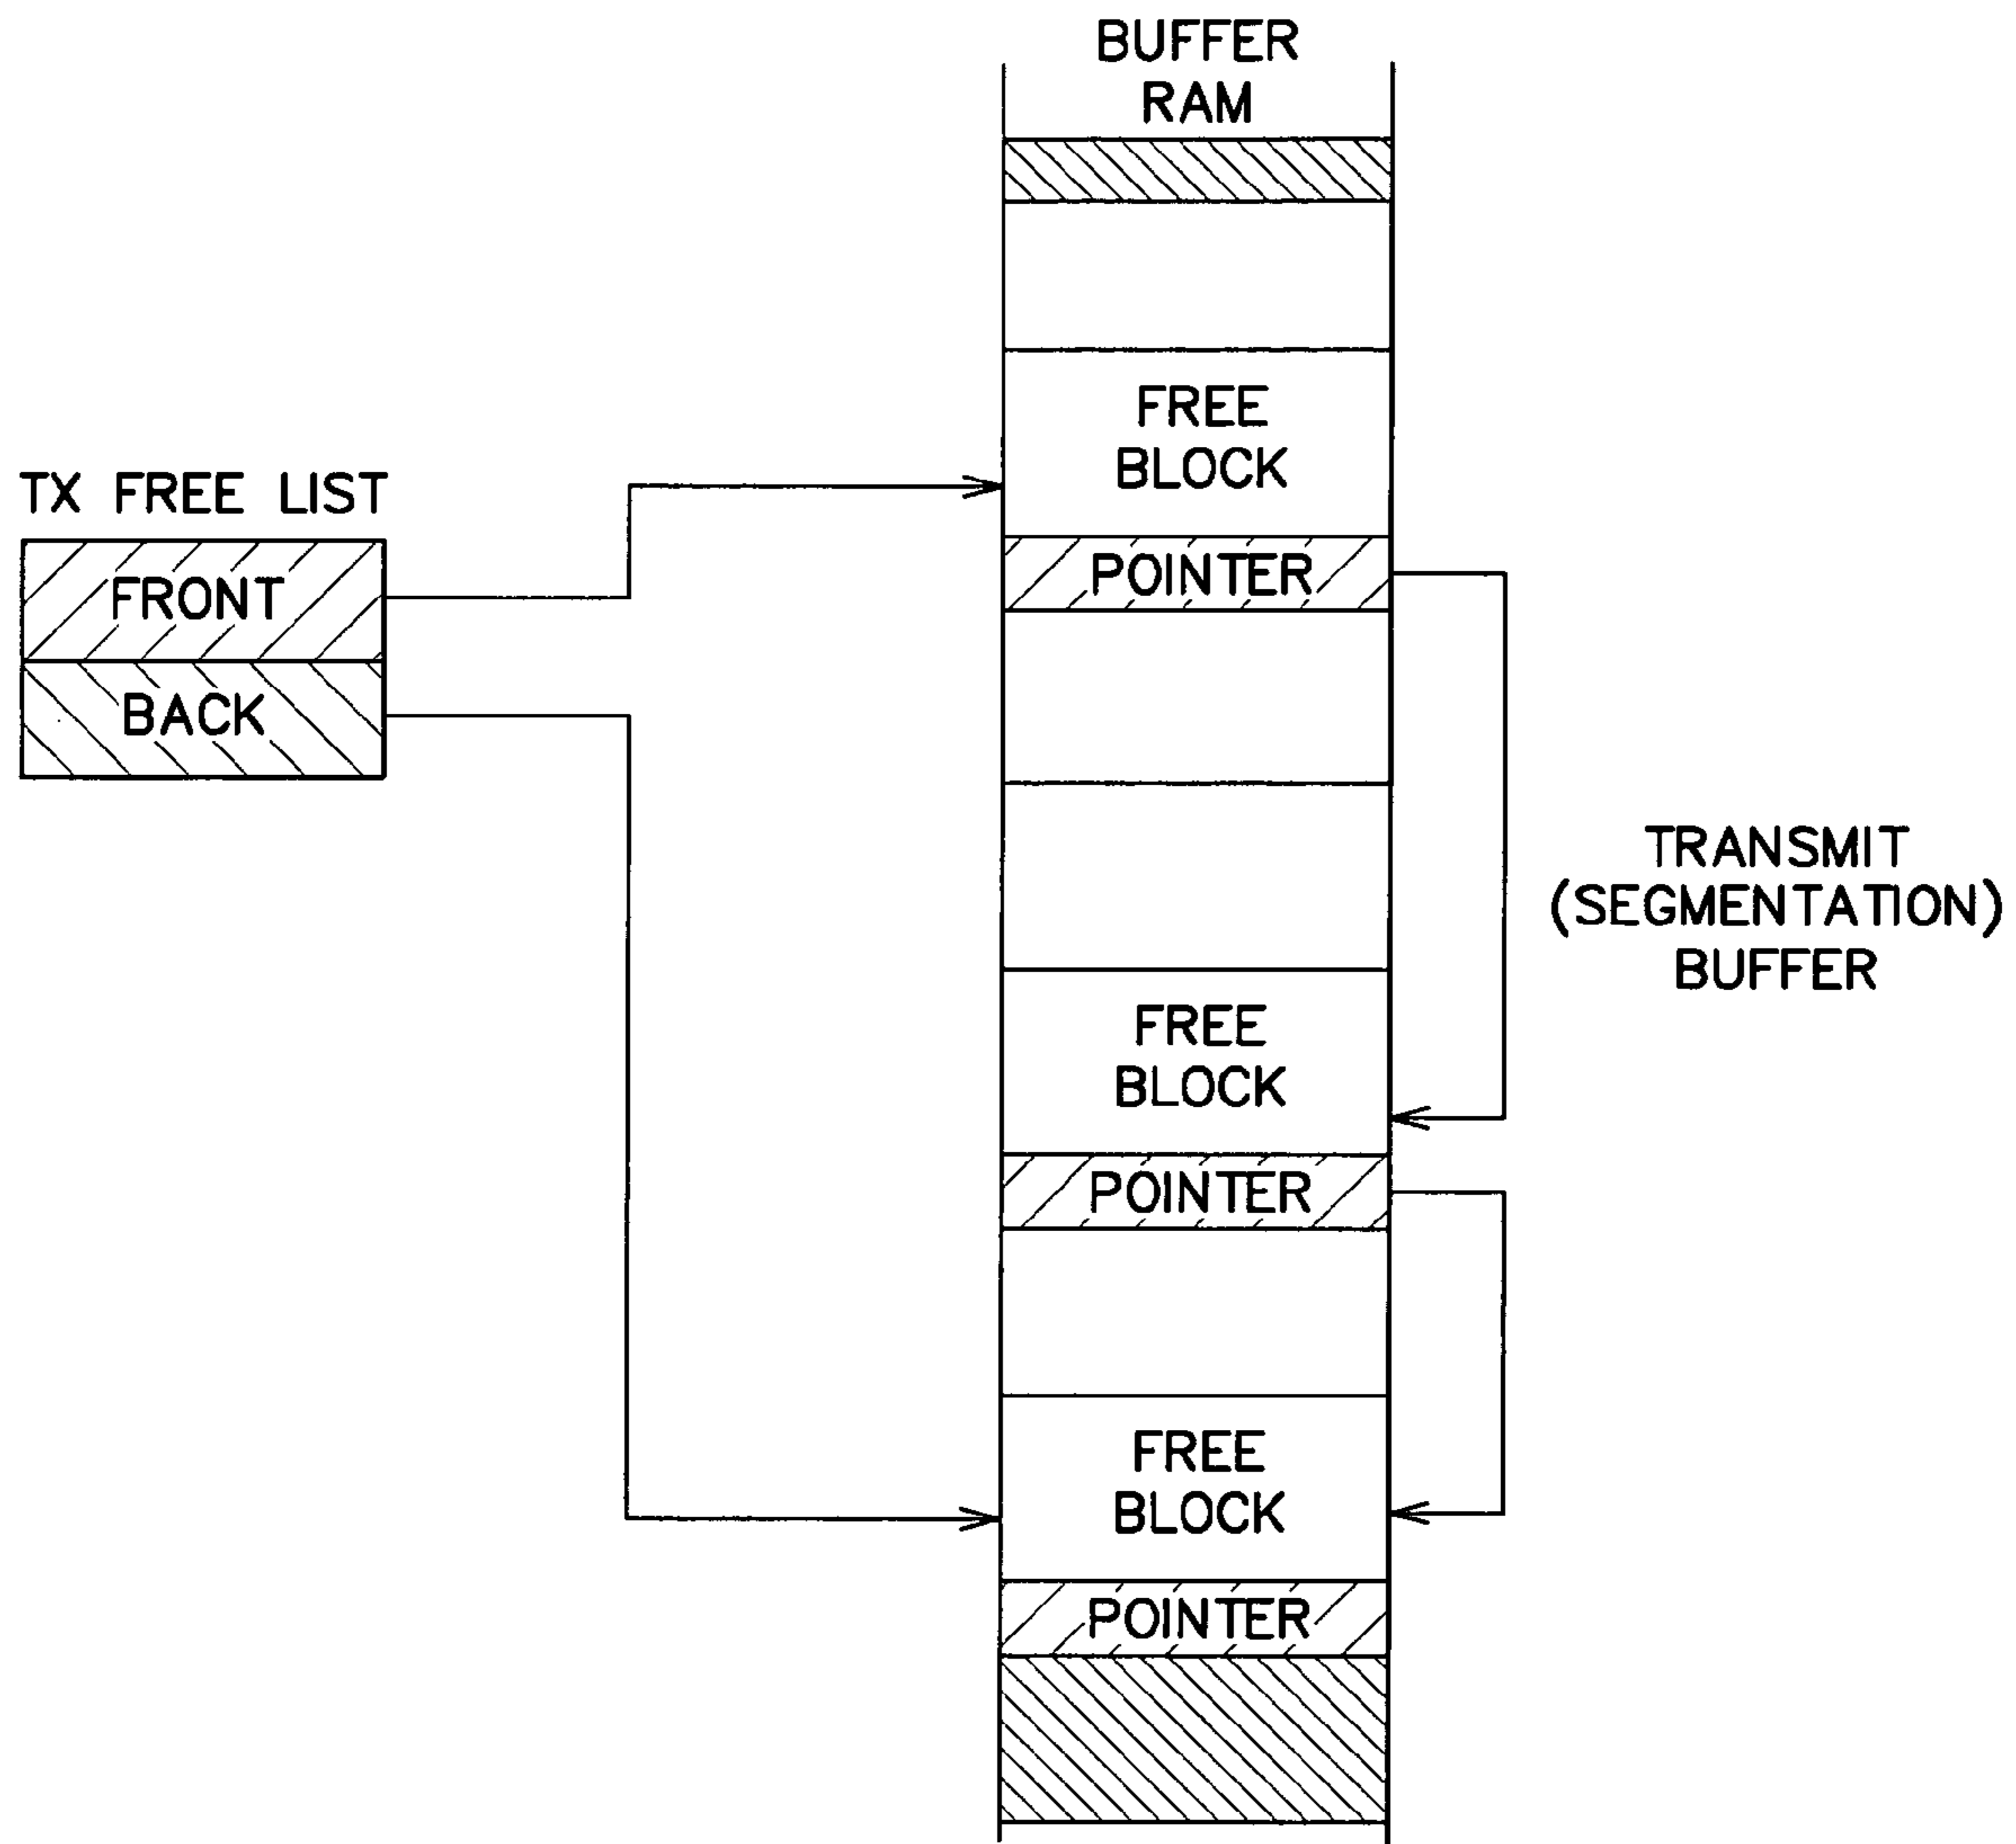 BUFFER
RAM
FREE
BLOCK
TX FREE LIST
POINTER
FRONT
BACK
TRANSMIT
(SEGMENTATION)
BUFFER
FREE
BLOCK
POINTER
FREE
BLOCK
POINTER